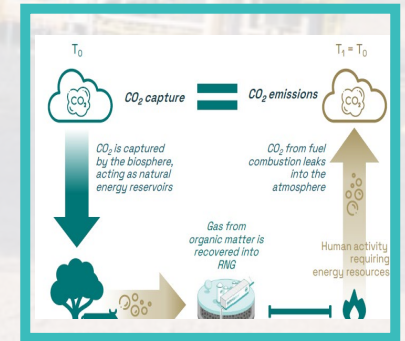 T0
T1 = T0
CO2
CO2 capture
CO2 emissions
CO2
CO2 is captured
by the biosphere,
acting as natural
energy reservoirs
CO2 from fuel
combustion leaks
into the
atmosphere
Gas from
organic matter is
recovered into
RNG
Human activity
requiring
energy resources